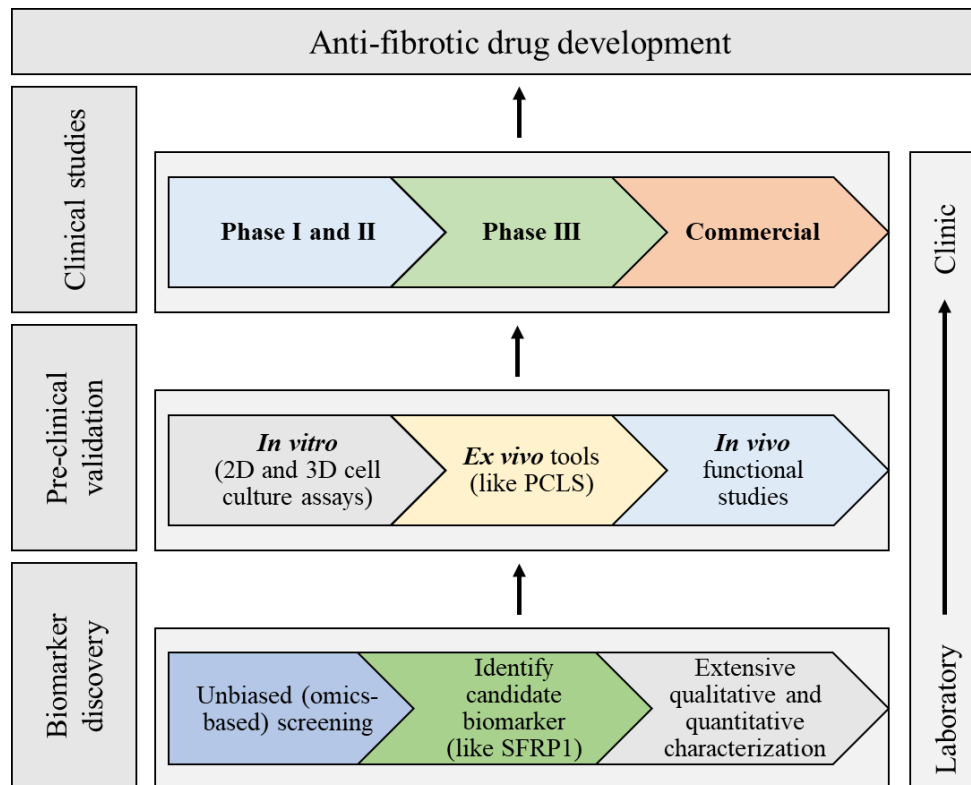 Anti-fibrotic drug development
Clinical studies
Phase I and II
Phase III
Commercial
Clinic
Pre-clinical
validation
In vitro
(2D and 3D cell
culture assays)
Ex vivo tools
(like PCLS)
In vivo
functional
studies
Biomarker
discovery
Unbiased (omics-
based) screening
Identify
candidate
biomarker
(like SFRP1)
Extensive
qualitative and
quantitative
characterization
Laboratory